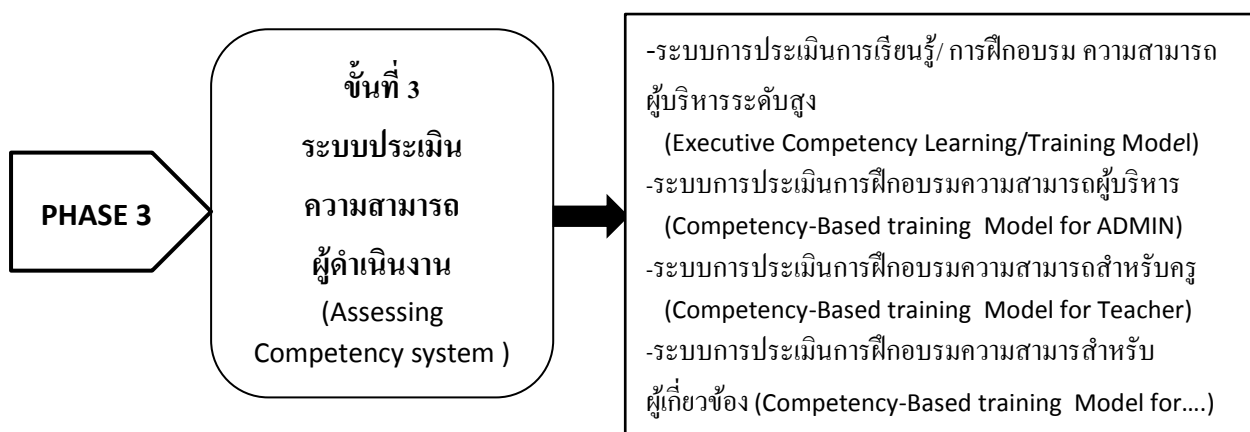 PHASE 3
ขั้นที่ 3
ระบบประเมิน
ความสามารถ
ผู้ดำเนินงาน
(Assessing
Competency system )
-ระบบการประเมินการเรียนรู้/ การฝึกอบรม ความสามารถ
ผู้บริหารระดับสูง
(Executive Competency Learning/Training Model)
-ระบบการประเมินการฝึกอบรมความสามารถผู้บริหาร
(Competency-Based training Model for ADMIN)
-ระบบการประเมินการฝึกอบรมความสามารถสำหรับครู
(Competency-Based training Model for Teacher)
-ระบบการประเมินการฝึกอบรมความสามารสำหรับ
ผู้เกี่ยวข้อง (Competency-Based training Model for….)